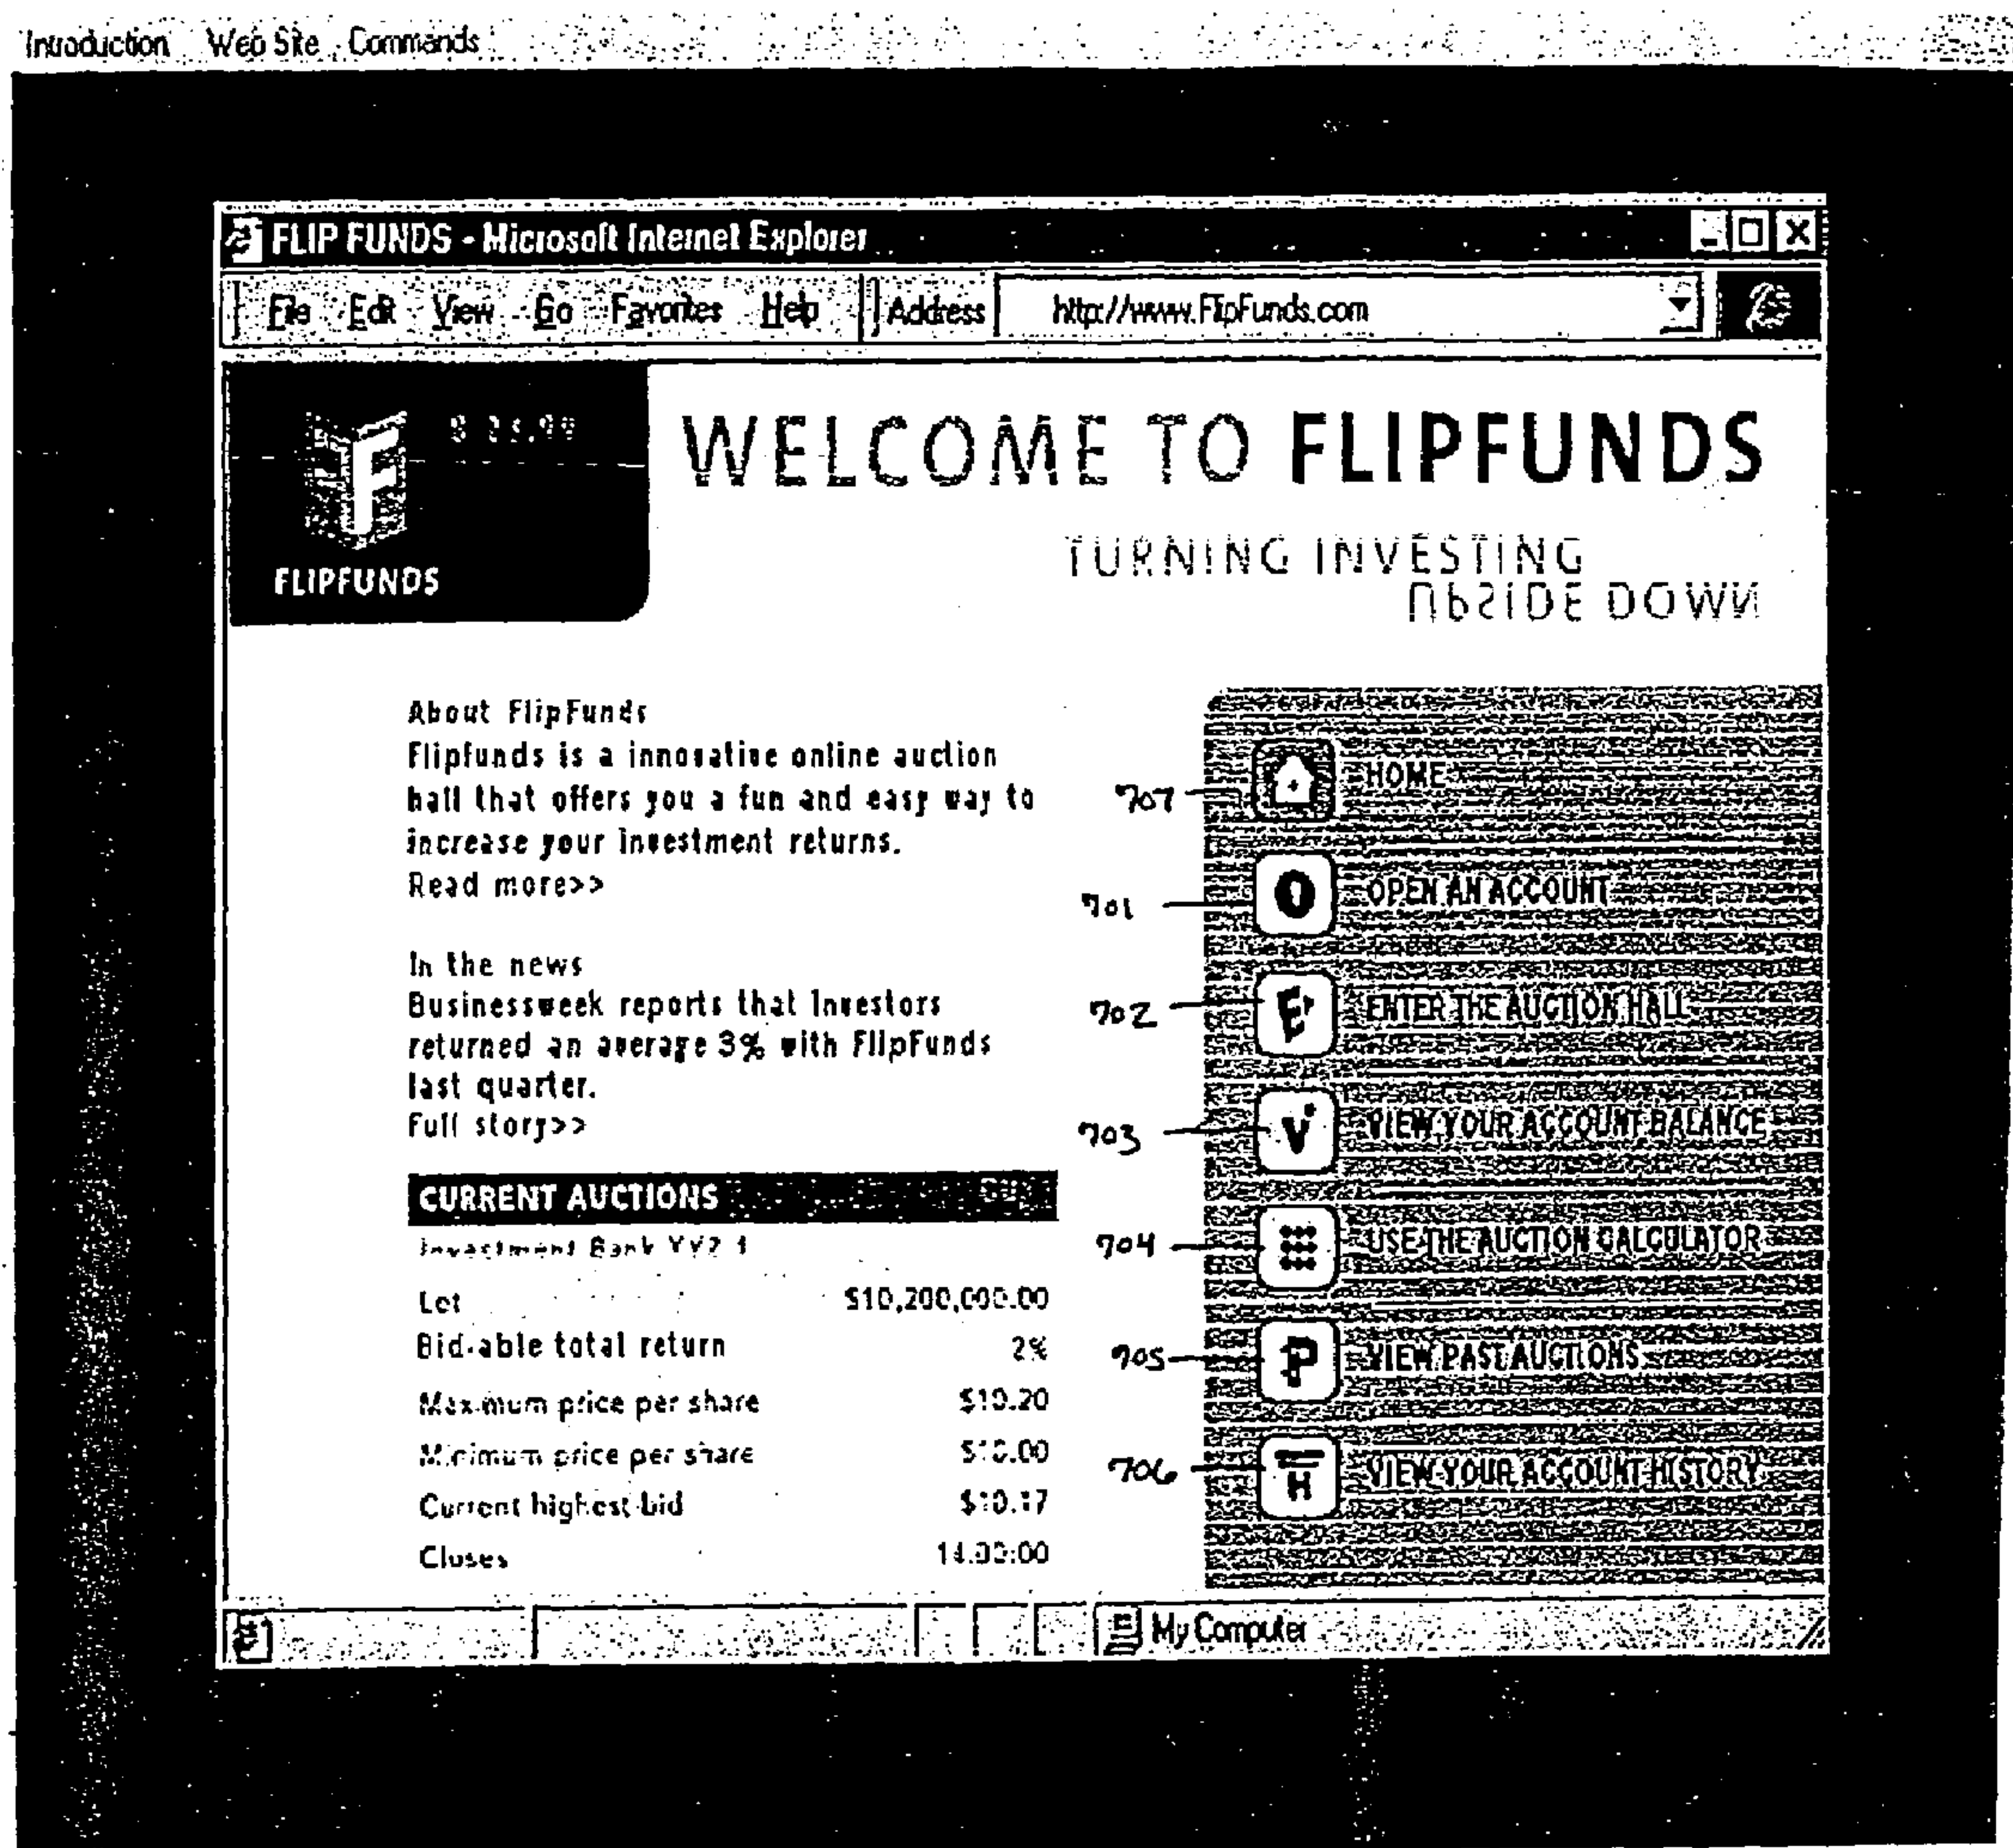 Introduction Web Site Commands
FLIP FUNDS - Microsoft Internet Explorer
File Edit View Go Favorites Help Address http://www.FlipFunds.com
FLIPFUNDS
WELCOME TO FLIPFUNDS
TURNING INVESTING
UPSIDE DOWN
About FlipFunds
Flipfunds is a innovative online auction
hall that offers you a fun and easy way to
increase your investment returns.
Read more>>
In the news
Businessweek reports that Investors
returned an average 3% with FlipFunds
last quarter.
Full story>>
CURRENT AUCTIONS
Investment Bank
Lot $10,200,000.00
Bid-able total return 2%
Maximum price per share $10.20
Minimum price per share $10.00
Current highest bid $10.17
Closes 14:00:00
707 HOME
701 O OPEN AN ACCOUNT
702 E ENTER THE AUCTION HALL
703 V VIEW YOUR ACCOUNT BALANCE
704 USE THE AUCTION CALCULATOR
705 P VIEW PAST AUCTIONS
706 H VIEW YOUR ACCOUNT HISTORY
My Computer